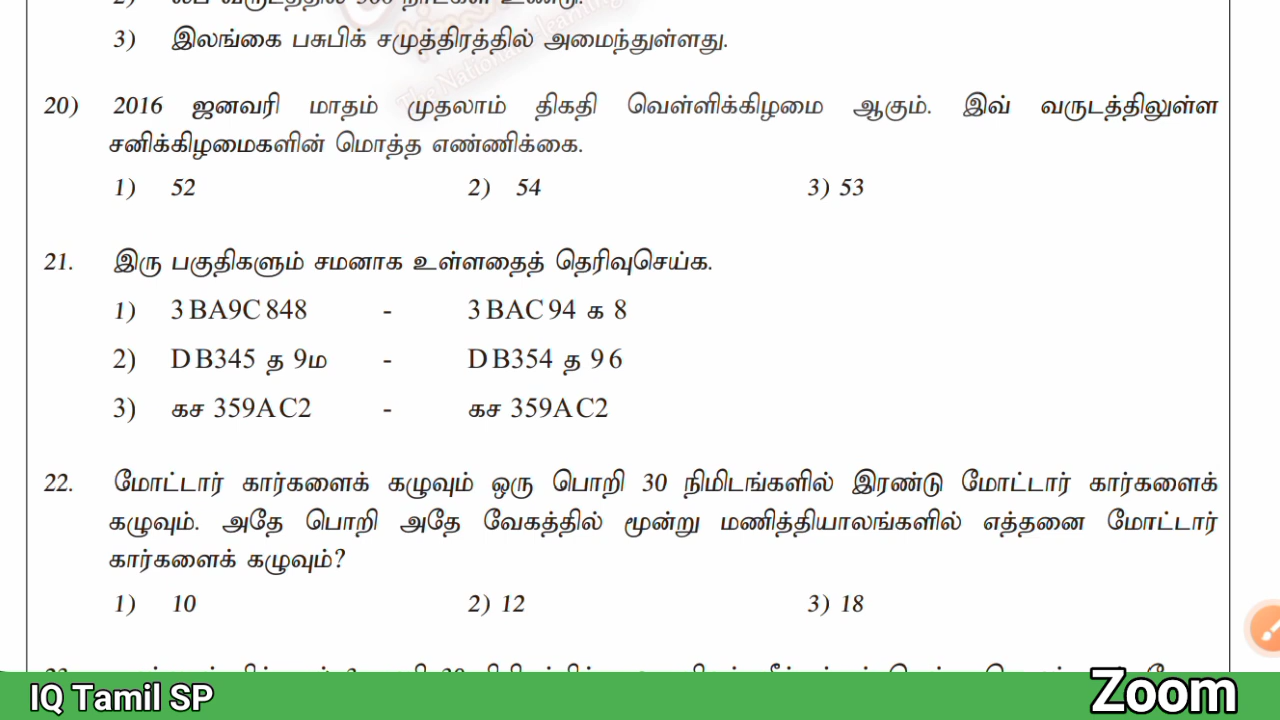 3) இலங்கை பசுபிக் சமுத்திரத்தில் அமைந்துள்ளது.
The National Learning
20) 2016 ஜனவரி மாதம் முதலாம் திகதி வெள்ளிக்கிழமை ஆகும். இவ் வருடத்திலுள்ள
சனிக்கிழமைகளின் மொத்த எண்ணிக்கை.
1) 52 2) 54 3) 53
21. இரு பகுதிகளும் சமனாக உள்ளதைத் தெரிவுசெய்க.
1) 3BA9C848 - 3BAC94 க 8
2) DB345 த 9ம - DB354 த 96
3) கச 359AC2 - கச 359AC2
22. மோட்டார் கார்களைக் கழுவும் ஒரு பொறி 30 நிமிடங்களில் இரண்டு மோட்டார் கார்களைக்
கழுவும். அதே பொறி அதே வேகத்தில் மூன்று மணித்தியாலங்களில் எத்தனை மோட்டார்
கார்களைக் கழுவும்?
1) 10 2) 12 3) 18
IQ Tamil SP Zoom